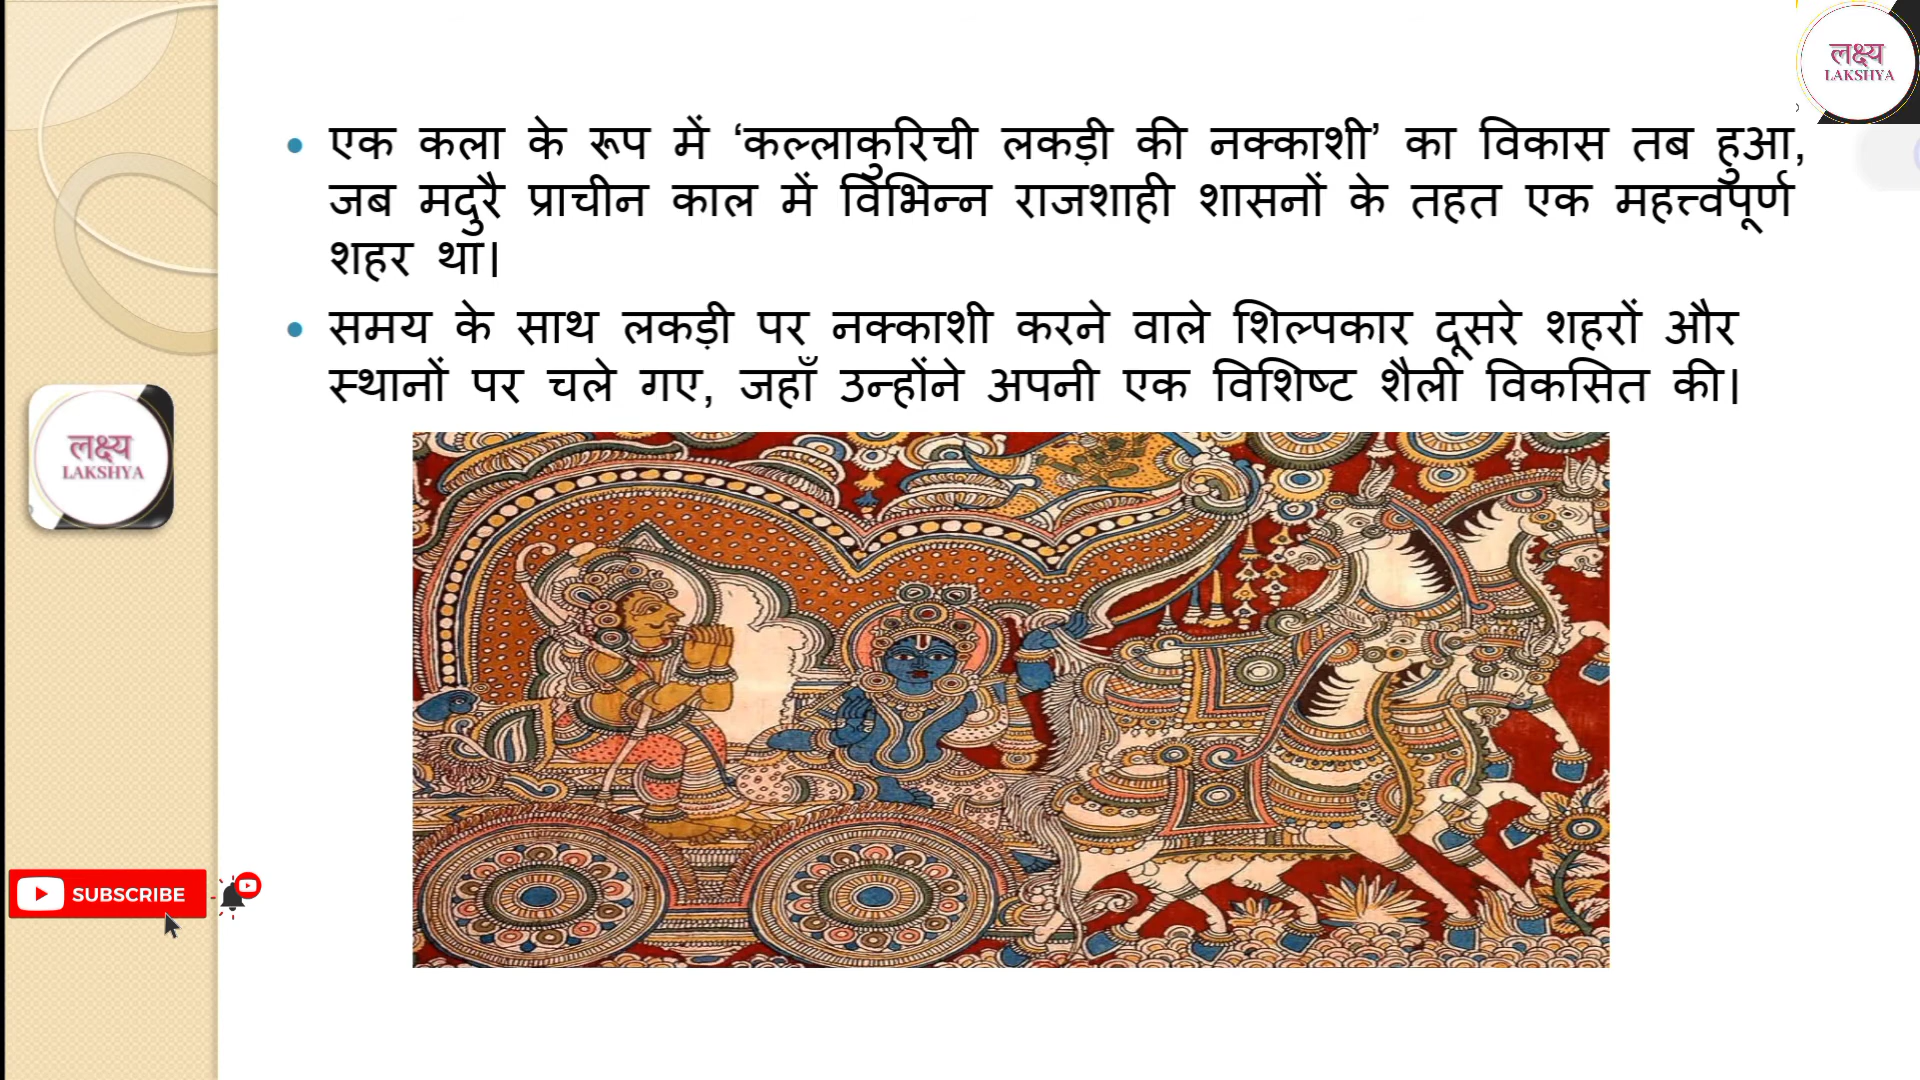 लक्ष्य
LAKSHYA
एक कला के रूप में ‘कल्लाकुरिची लकड़ी की नक्काशी’ का विकास तब हुआ,
जब मदुरै प्राचीन काल में विभिन्न राजशाही शासनों के तहत एक महत्त्वपूर्ण
शहर था।
समय के साथ लकड़ी पर नक्काशी करने वाले शिल्पकार दूसरे शहरों और
स्थानों पर चले गए, जहाँ उन्होंने अपनी एक विशिष्ट शैली विकसित की।
लक्ष्य
LAKSHYA
SUBSCRIBE